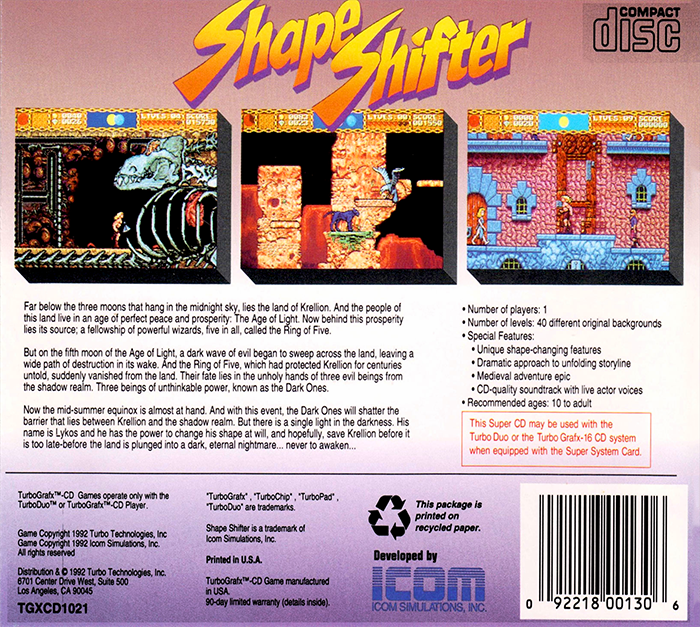 Shape
Shifter
COMPACT
disc
LIVES:
SCORE
LIVES:
SCORE
LIVES:
SCORE
Far below the three moons that hang in the midnight sky, lies the land of Krellion. And the people of
this land live in an age of perfect peace and prosperity: The Age of Light. Now behind this prosperity
lies its source; a fellowship of powerful wizards, five in all, called the Ring of Five.
But on the fifth moon of the Age of Light, a dark wave of evil began to sweep across the land, leaving a
wide path of destruction in its wake. And the Ring of Five, which had protected Krellion for centuries
untold, suddenly vanished from the land. Their fate lies in the unholy hands of three evil beings from
the shadow realm. Three beings of unthinkable power, known as the Dark Ones.
Now the mid-summer equinox is almost at hand. And with this event, the Dark Ones will shatter the
barrier that lies between Krellion and the shadow realm. But there is a single light in the darkness. His
name is Lykos and he has the power to change his shape at will, and hopefully, save Krellion before it
is too late-before the land is plunged into a dark, eternal nightmare... never to awaken...
• Number of players: 1
• Number of levels: 40 different original backgrounds
• Special Features:
• Unique shape-changing features
• Dramatic approach to unfolding storyline
• Medieval adventure epic
• CD-quality soundtrack with live actor voices
• Recommended ages: 10 to adult
This Super CD may be used with the
Turbo Duo or the Turbo Grafx-16 CD system
when equipped with the Super System Card.
TurboGrafx™-CD Games operate only with the
TurboDuo™ or TurboGrafx™-CD Player.
Game Copyright 1992 Turbo Technologies, Inc
Game Copyright 1992 Icom Simulations, Inc.
All rights reserved
Distribution & © 1992 Turbo Technologies, Inc.
6701 Center Drive West, Suite 500
Los Angeles, CA 90045
TGXCD1021
"TurboGrafx", "TurboChip", "TurboPad",
"TurboDuo" are trademarks.
Shape Shifter is a trademark of
Icom Simulations, Inc.
Printed in U.S.A.
TurboGrafx™-CD Game manufactured
in USA.
90-day limited warranty (details inside).
This package is
printed on
recycled paper.
Developed by
ICOM
ICOM SIMULATIONS, INC.
0 92218 00130 6